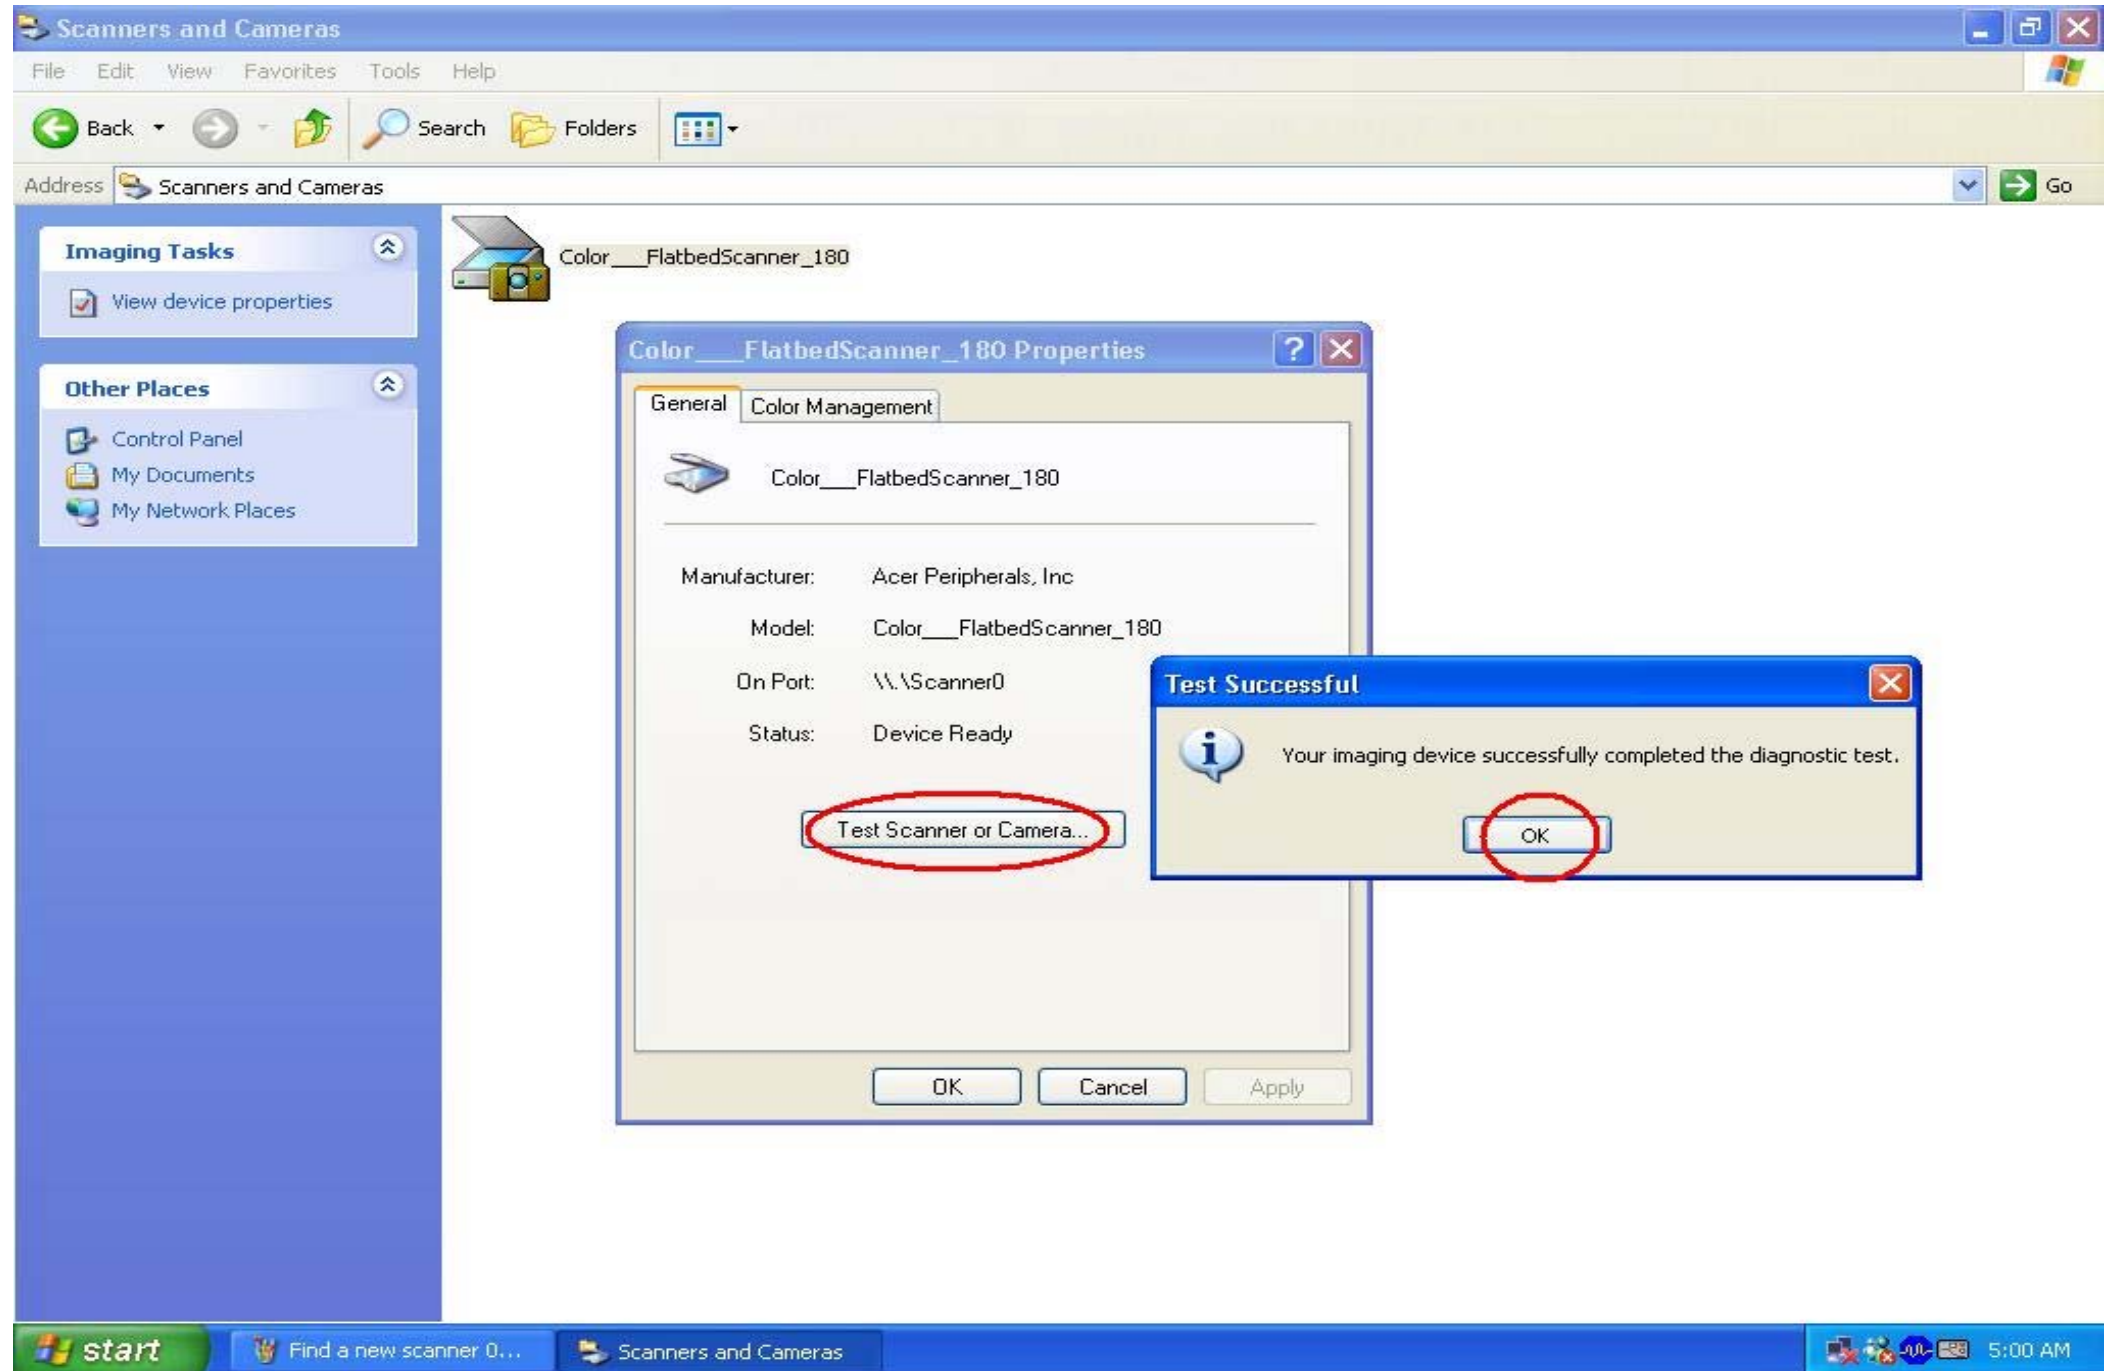 Scanners and Cameras
File Edit View Favorites Tools Help
Back Search Folders
Address Scanners and Cameras Go
Imaging Tasks
View device properties
Other Places
Control Panel
My Documents
My Network Places
Color___FlatbedScanner_180
Color___FlatbedScanner_180 Properties
General Color Management
Color___FlatbedScanner_180
Manufacturer: Acer Peripherals, Inc
Model: Color___FlatbedScanner_180
On Port: \\.\Scanner0
Status: Device Ready
Test Scanner or Camera...
OK Cancel Apply
Test Successful
Your imaging device successfully completed the diagnostic test.
OK
start Find a new scanner 0... Scanners and Cameras 5:00 AM